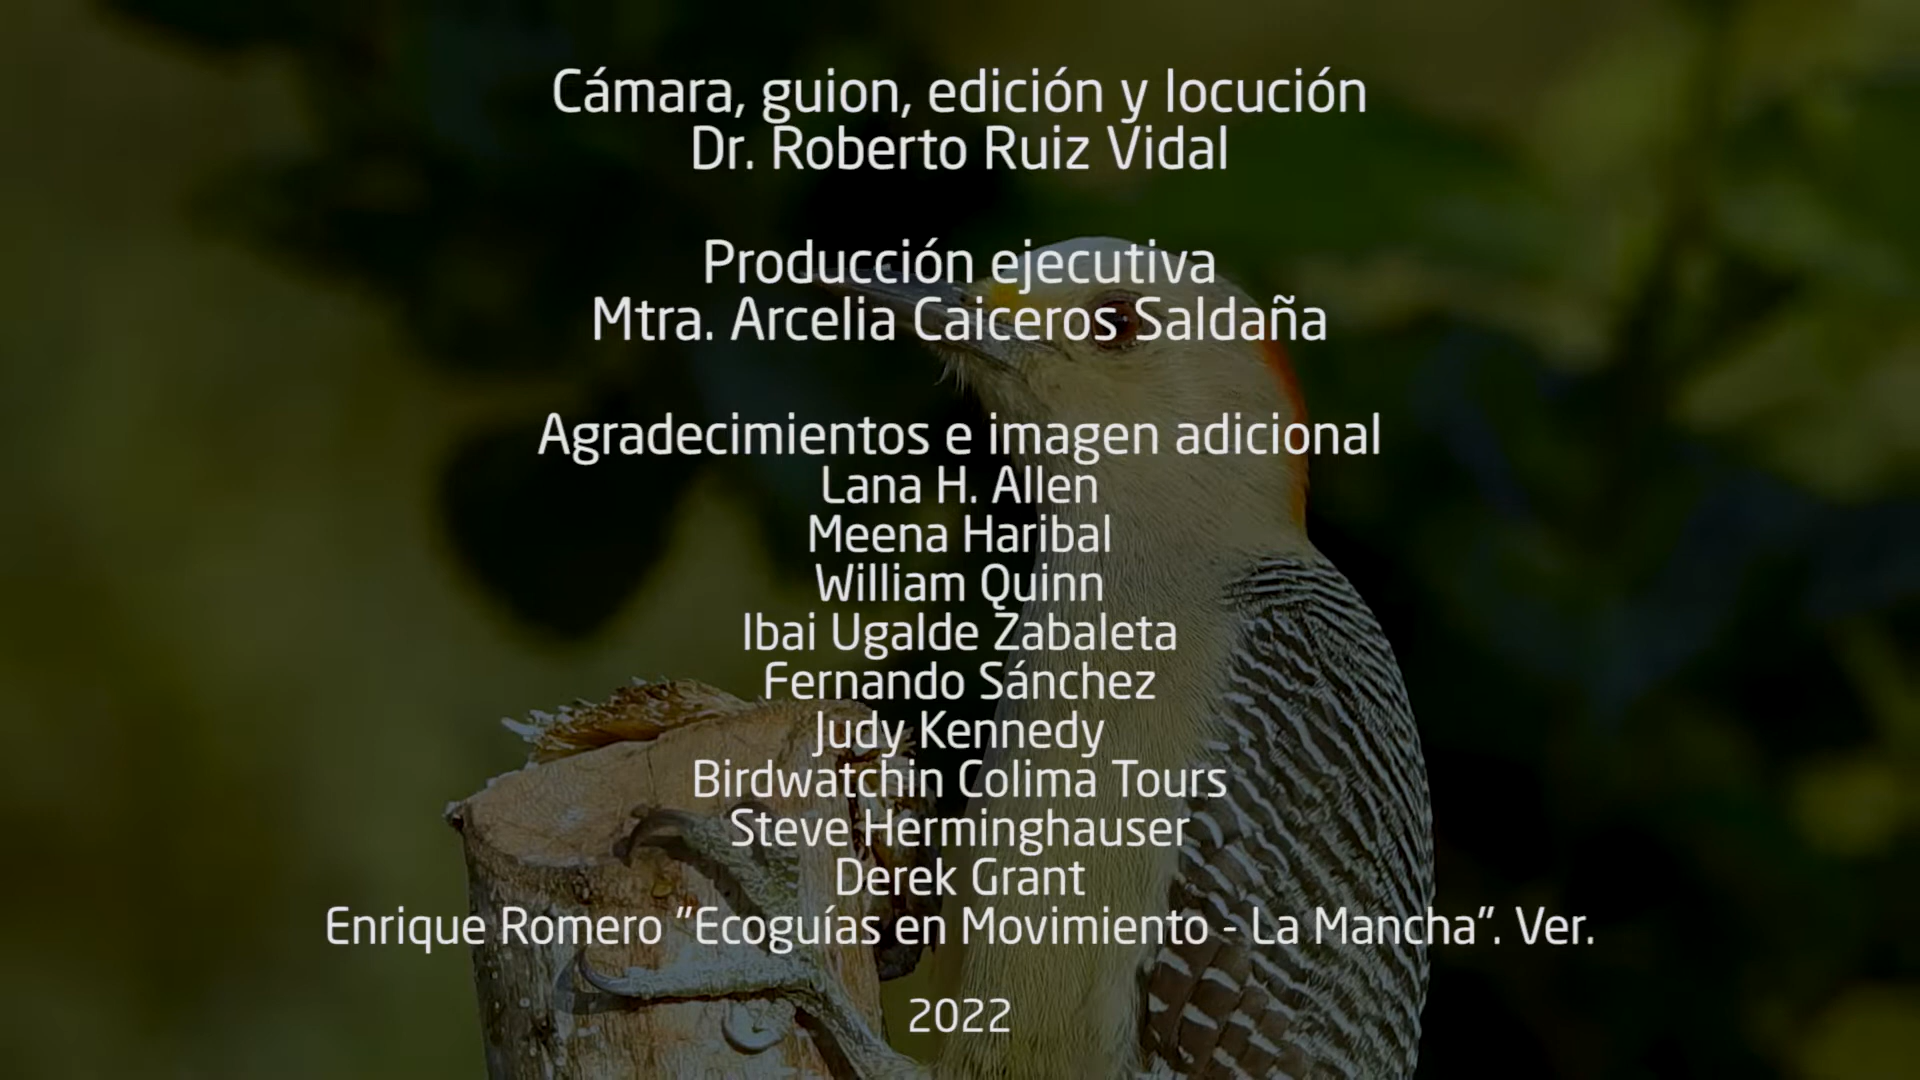 Cámara, guion, edición y locución
Dr. Roberto Ruiz Vidal
Producción ejecutiva
Mtra. Arcelia Caiceros Saldaña
Agradecimientos e imagen adicional
Lana H. Allen
Meena Haribal
William Quinn
Ibai Ugalde Zabaleta
Fernando Sánchez
Judy Kennedy
Birdwatchin Colima Tours
Steve Herminghauser
Derek Grant
Enrique Romero "Ecoguías en Movimiento - La Mancha". Ver.
2022